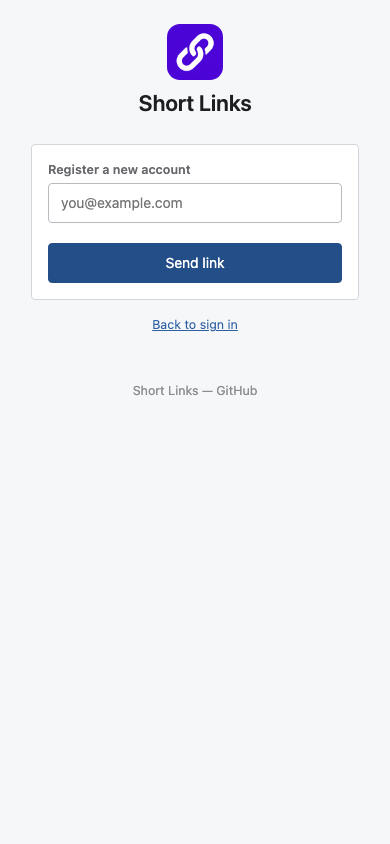 Short Links
Register a new account
you@example.com
Send link
Back to sign in
Short Links — GitHub